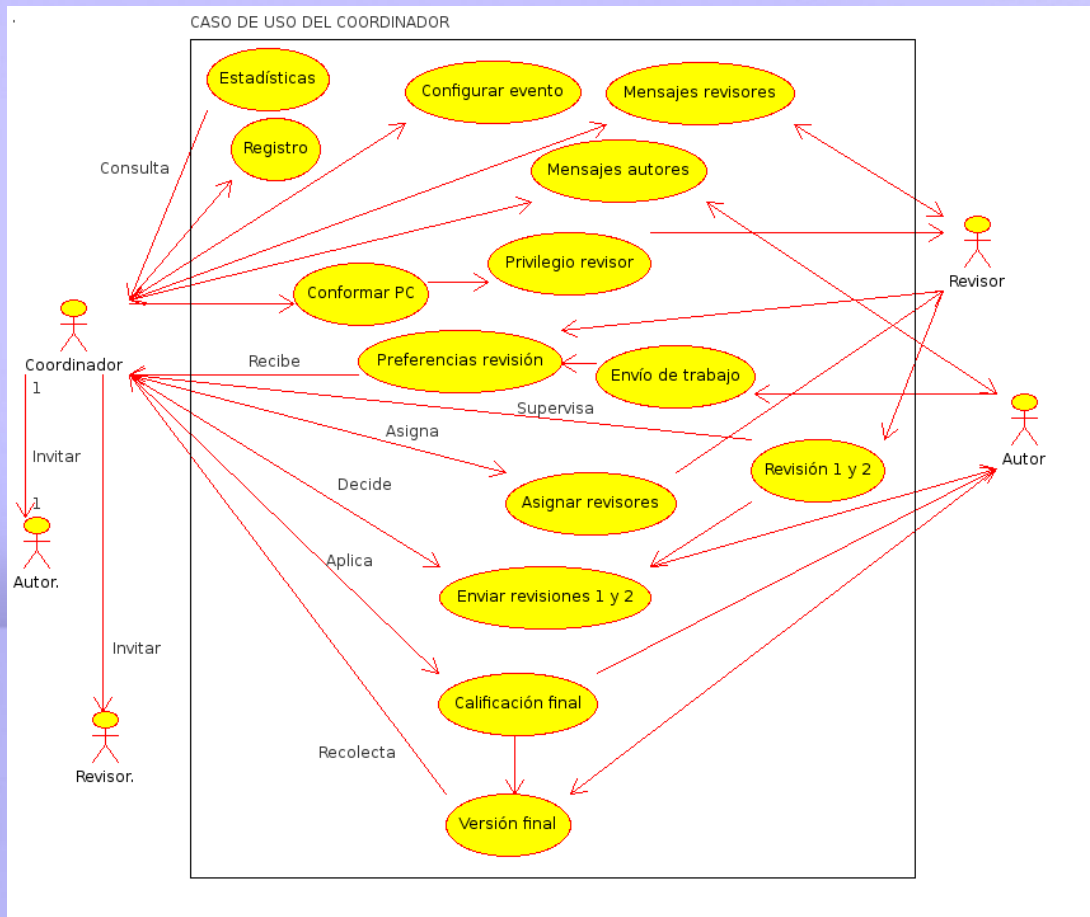 CASO DE USO DEL COORDINADOR
Estadísticas
Configurar evento
Mensajes revisores
Registro
Consulta
Mensajes autores
Privilegio revisor
Revisor
Conformar PC
Coordinador
Recibe
Preferencias revisión
Envío de trabajo
1
Supervisa
Asigna
Autor
Invitar
Revisión 1 y 2
Decide
1
Asignar revisores
Aplica
Autor.
Enviar revisiones 1 y 2
Invitar
Calificación final
Recolecta
Revisor.
Versión final